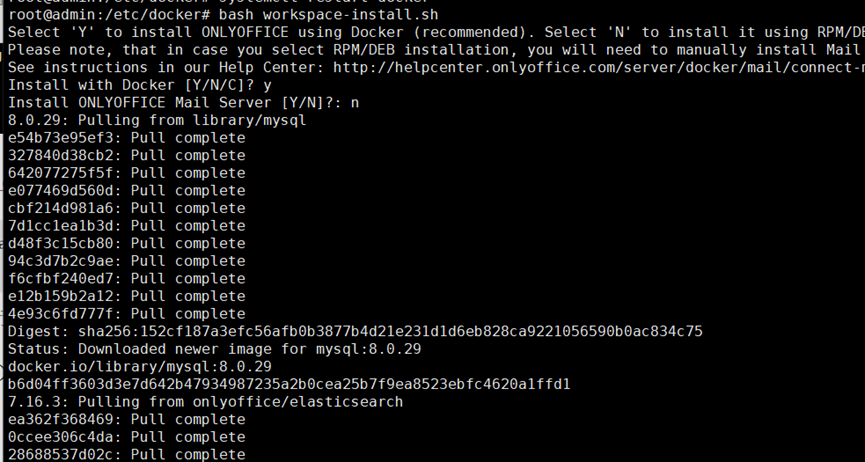 root@admin:/etc/docker# systemctl restart docker
root@admin:/etc/docker# bash workspace-install.sh
Select 'Y' to install ONLYOFFICE using Docker (recommended). Select 'N' to install it using RPM/DE
Please note, that in case you select RPM/DEB installation, you will need to manually install Mail
See instructions in our Help Center: http://helpcenter.onlyoffice.com/server/docker/mail/connect-m
Install with Docker [Y/N/C]? y
Install ONLYOFFICE Mail Server [Y/N]?: n
8.0.29: Pulling from library/mysql
e54b73e95ef3: Pull complete
327840d38cb2: Pull complete
642077275f5f: Pull complete
e077469d560d: Pull complete
cbf214d981a6: Pull complete
7d1cc1ea1b3d: Pull complete
d48f3c15cb80: Pull complete
94c3d7b2c9ae: Pull complete
f6cfbf240ed7: Pull complete
e12b159b2a12: Pull complete
4e93c6fd777f: Pull complete
Digest: sha256:152cf187a3efc56afb0b3877b4d21e231d1d6eb828ca9221056590b0ac834c75
Status: Downloaded newer image for mysql:8.0.29
docker.io/library/mysql:8.0.29
b6d04ff3603d3e7d642b47934987235a2b0cea25b7f9ea8523ebfc4620a1ffd1
7.16.3: Pulling from onlyoffice/elasticsearch
ea362f368469: Pull complete
0ccee306c4da: Pull complete
28688537d02c: Pull complete